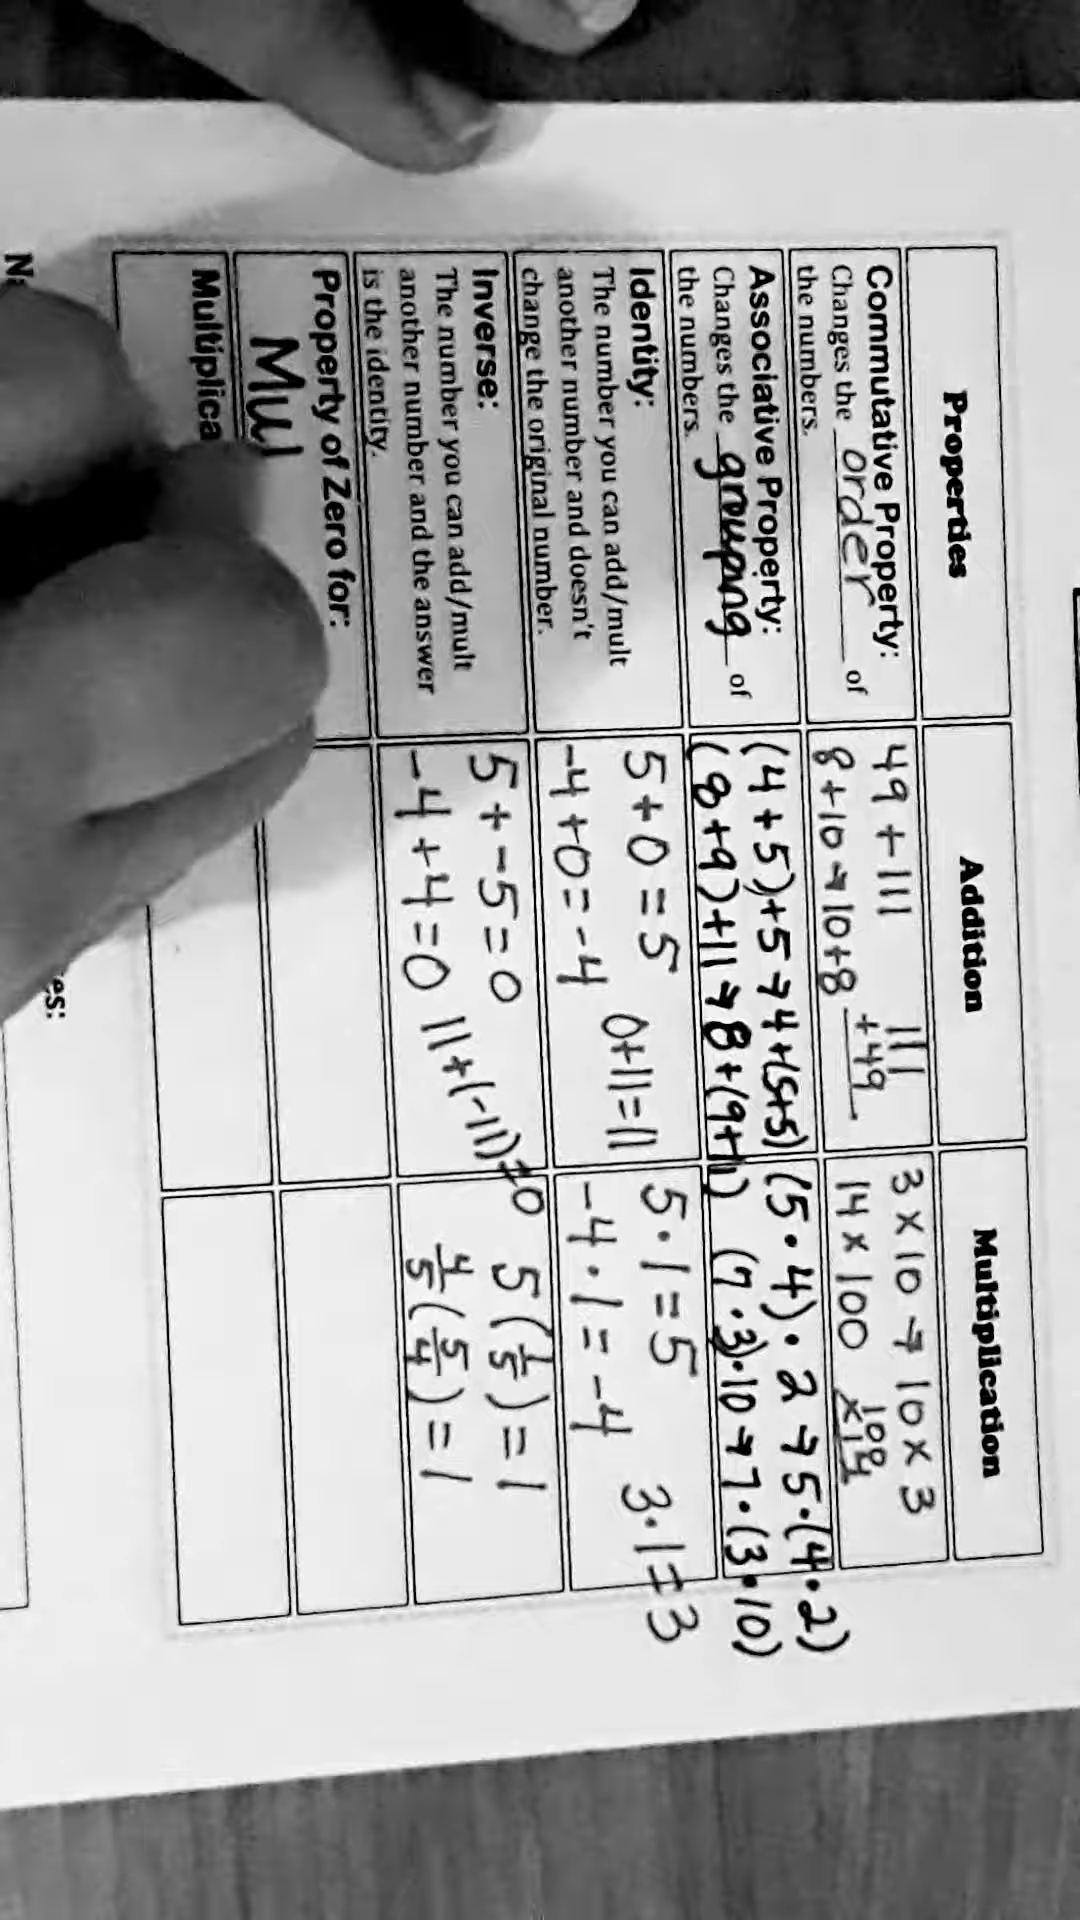 Properties
Addition
Multiplication
Commutative Property:
Changes the order of
the numbers.
49 + 111
111
8 + 10 → 10 + 8
+49
3 × 10 → 10 × 3
14 × 100
100
×14
Associative Property:
Changes the grouping of
the numbers.
(4 + 5) + 5 → 4 + (5+5)
(8 + 9) + 11 → 8 + (9+11)
(5 · 4) · 2 → 5 · (4 · 2)
(7 · 3) · 10 → 7 · (3 · 10)
Identity:
The number you can add/mult
another number and doesn't
change the original number.
5 + 0 = 5
0+11=11
-4 + 0 = -4
5 · 1 = 5
3 · 1 = 3
-4 · 1 = -4
Inverse:
The number you can add/mult
another number and the answer
is the identity.
5 + -5 = 0
-4 + 4 = 0
11+(-11)=0
5(1/5) = 1
4/5(5/4) = 1
Property of Zero for:
Mul
Multiplica
es: